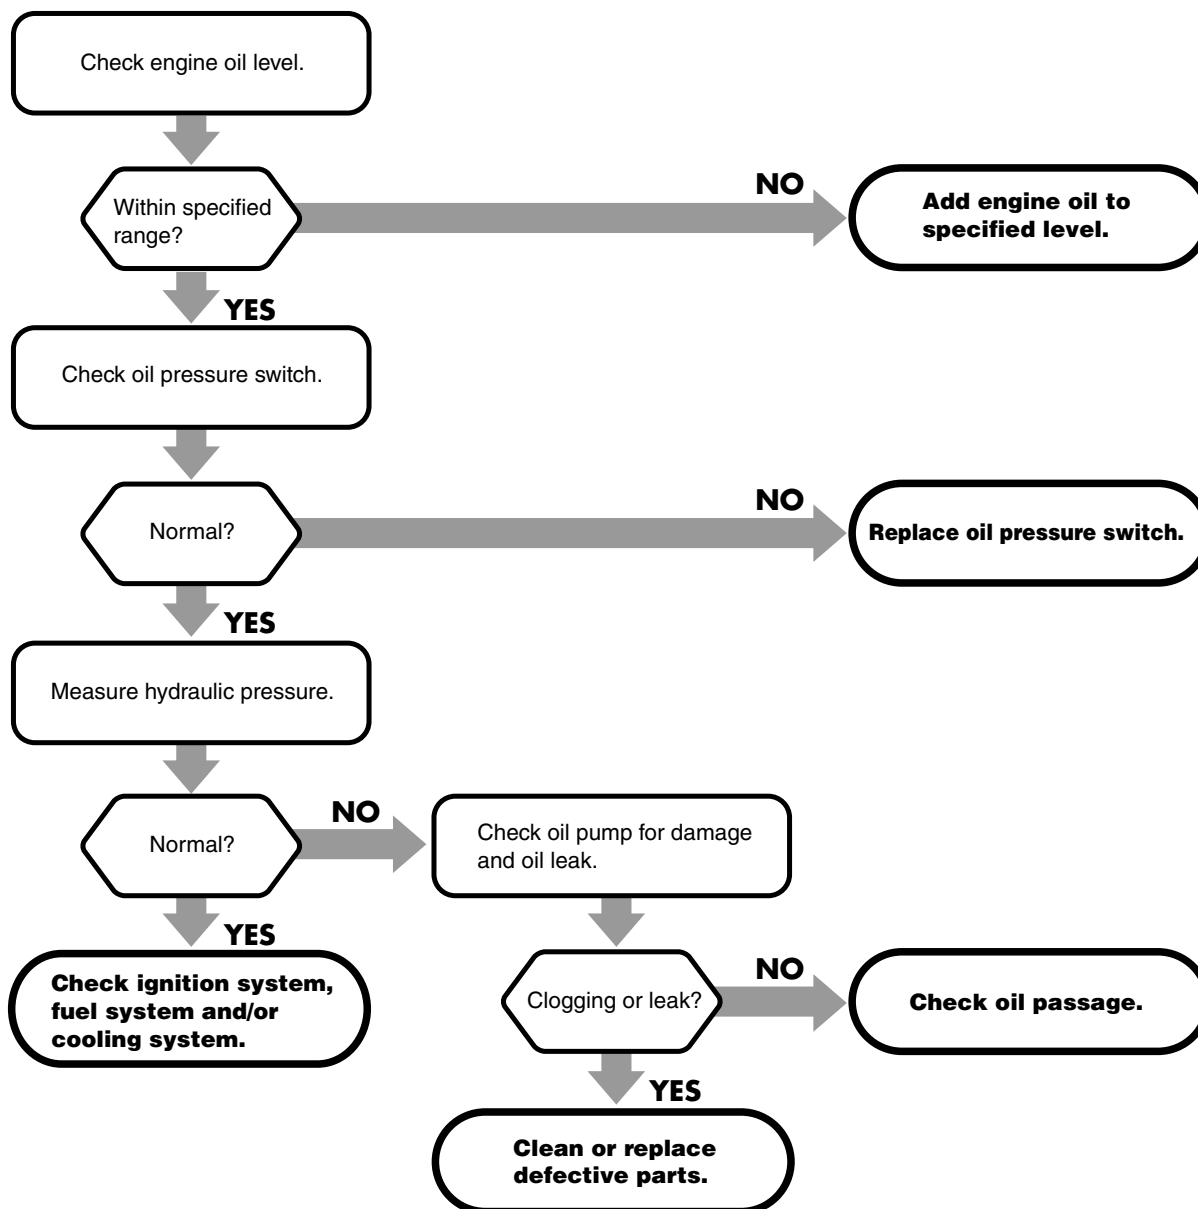 Check engine oil level.
Within specified
range?
NO
Add engine oil to
specified level.
YES
Check oil pressure switch.
Normal?
NO
Replace oil pressure switch.
YES
Measure hydraulic pressure.
Normal?
NO
Check oil pump for damage
and oil leak.
YES
Check ignition system,
fuel system and/or
cooling system.
Clogging or leak?
NO
Check oil passage.
YES
Clean or replace
defective parts.